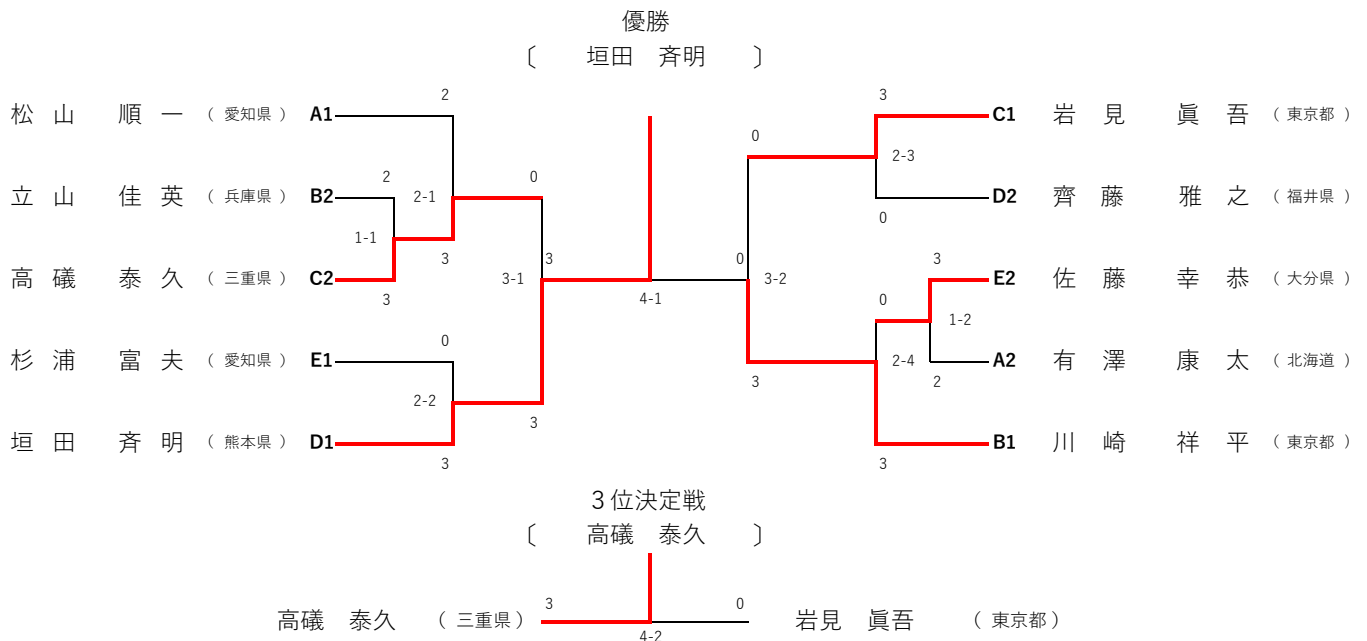 優勝
〔 垣田 斉明 〕
2 3
松山 順一 （ 愛知県 ） A1 C1 岩見 眞吾 （ 東京都 ）
0
2-3
2 0
立山 佳英 （ 兵庫県 ） B2 2-1 D2 齊藤 雅之 （ 福井県 ）
0
1-1
3 3 0 3
高礒 泰久 （ 三重県 ） C2 3-1 3-2 E2 佐藤 幸恭 （ 大分県 ）
3 4-1 0
1-2
0
杉浦 富夫 （ 愛知県 ） E1 2-4 A2 有澤 康太 （ 北海道 ）
3 2
2-2
3
垣田 斉明 （ 熊本県 ） D1 B1 川崎 祥平 （ 東京都 ）
3 3
３位決定戦
〔 高礒 泰久 〕
3 0
高礒 泰久 （ 三重県 ） 岩見 眞吾 （ 東京都 ）
4-2